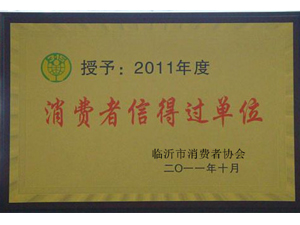 授予：2011年度
消费者信得过单位
临沂市消费者协会
二〇一一年十月